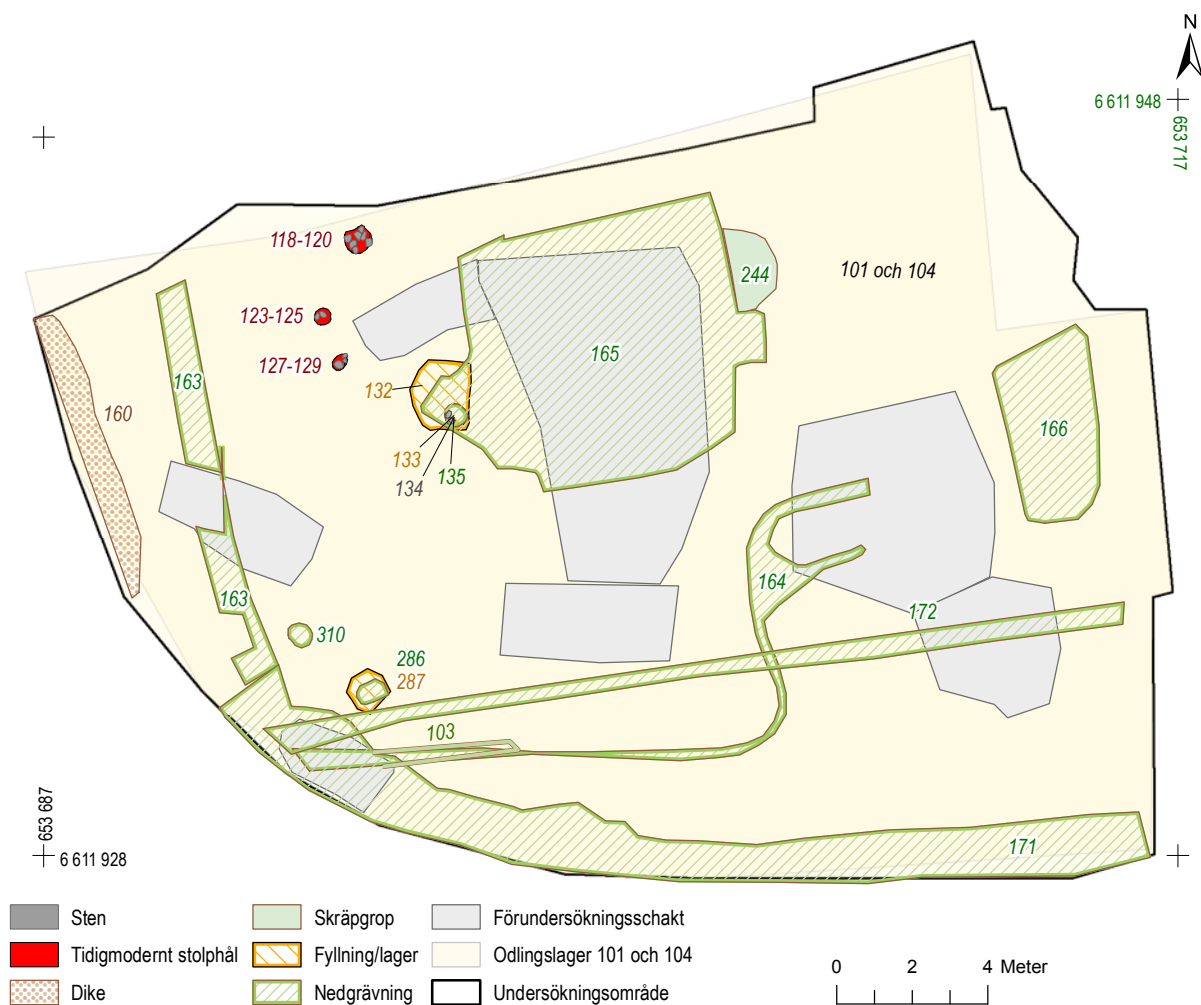 N
6 611 948
653 717
118-120
244
101 och 104
123-125
165
127-129
163
132
160
166
133
135
134
164
163
172
310
286
287
103
653 687
6 611 928
171
Sten
Skräpgrop
Förundersökningsschakt
Tidigmodernt stolphål
Fyllning/lager
Odlingslager 101 och 104
Dike
Nedgrävning
Undersökningsområde
0 2 4 Meter